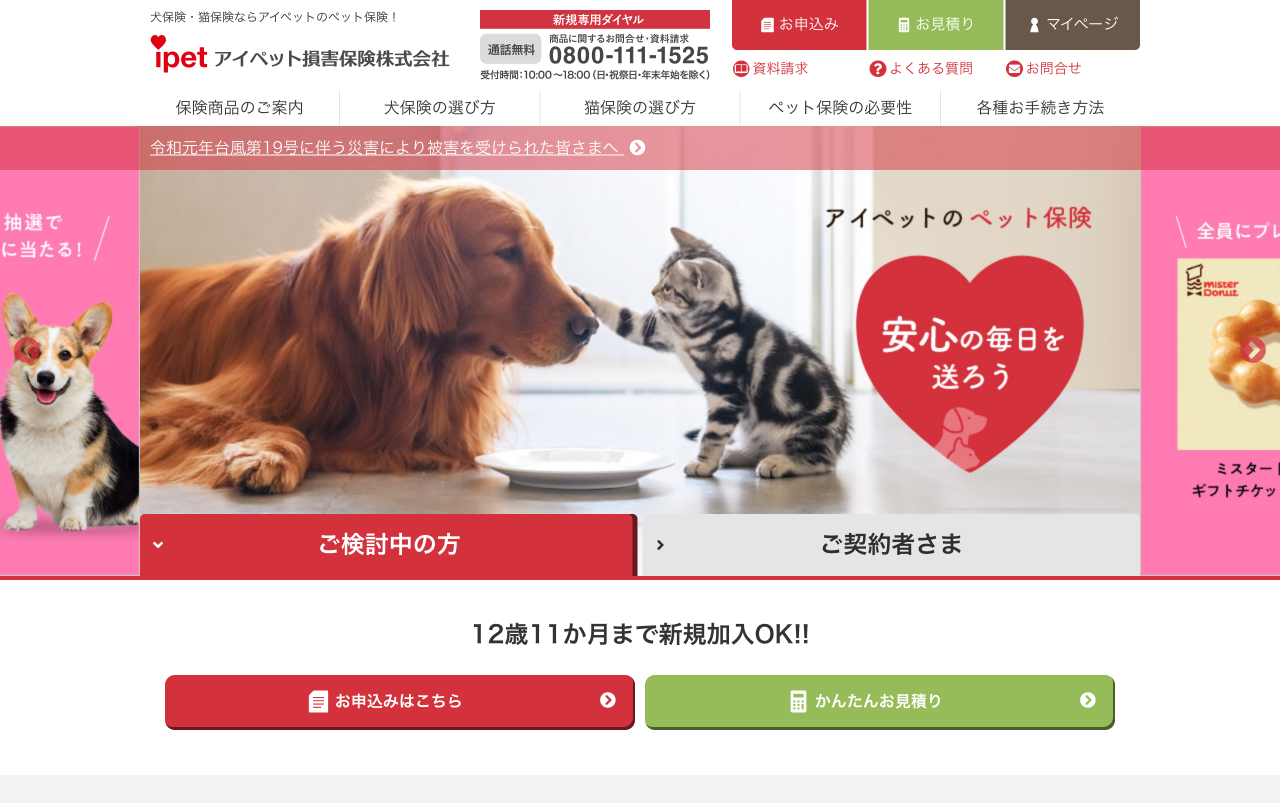 犬保険・猫保険ならアイペットのペット保険！
ipet アイペット損害保険株式会社
新規専用ダイヤル
通話無料
商品に関するお問合せ・資料請求
0800-111-1525
受付時間：10:00～18:00（日・祝祭日・年末年始を除く）
お申込み
お見積り
マイページ
資料請求
よくある質問
お問合せ
保険商品のご案内
犬保険の選び方
猫保険の選び方
ペット保険の必要性
各種お手続き方法
令和元年台風第19号に伴う災害により被害を受けられた皆さまへ
抽選で
に当たる！
アイペットのペット保険
安心の毎日を
送ろう
全員にプレ
mister
Donut
ミスター
ギフトチケッ
ご検討中の方
ご契約者さま
12歳11か月まで新規加入OK!!
お申込みはこちら
かんたんお見積り